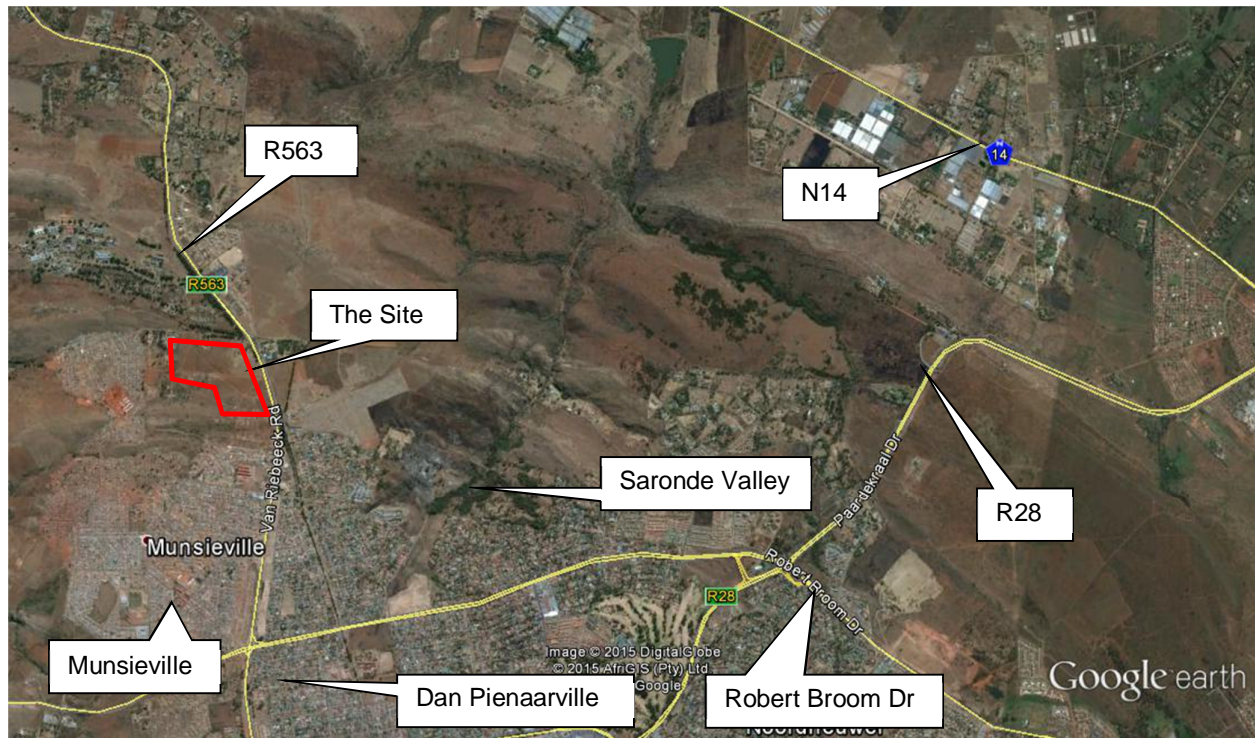 R563
N14
14
R563
The Site
Van Riebeeck Rd
Saronde Valley
Paardekraal Dr
R28
Munsieville
Robert Broom Dr
R28
Munsieville
Dan Pienaarville
Image © 2015 DigitalGlobe
© 2015 AfriGIS (Pty) Ltd
Google
Robert Broom Dr
Google earth